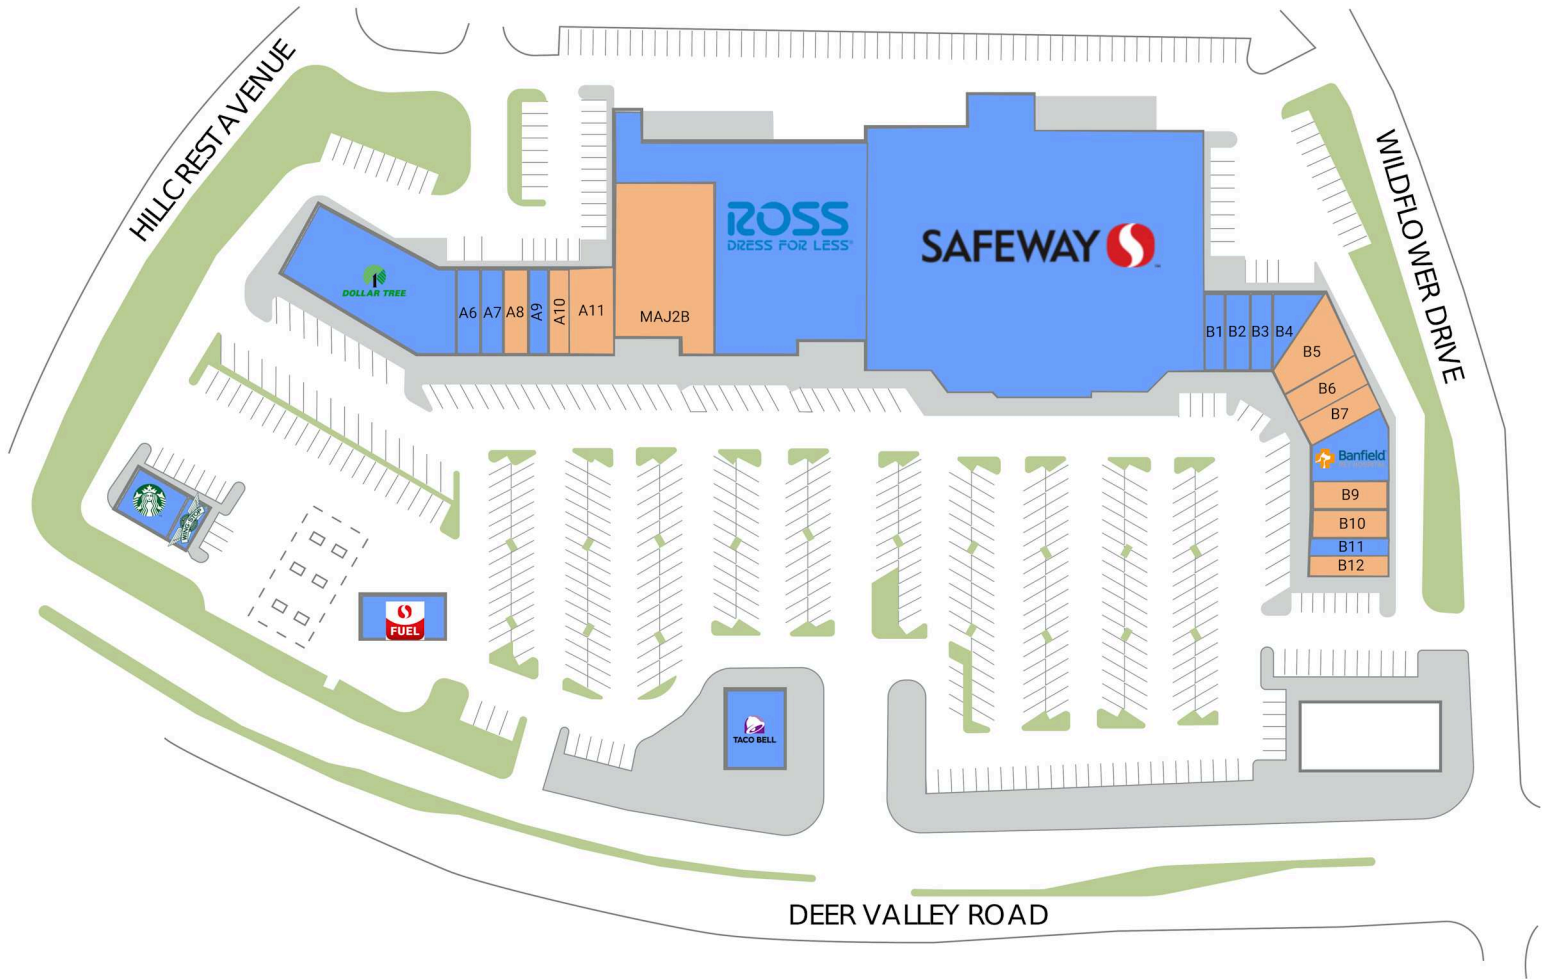 HILLCREST AVENUE
WILDFLOWER DRIVE
ROSS
DRESS FOR LESS
SAFEWAY
DOLLAR TREE
A6
A7
A8
A9
A10
A11
MAJ2B
B1
B2
B3
B4
B5
B6
B7
Banfield
B9
B10
B11
B12
WINGSTOP
FUEL
TACO BELL
DEER VALLEY ROAD